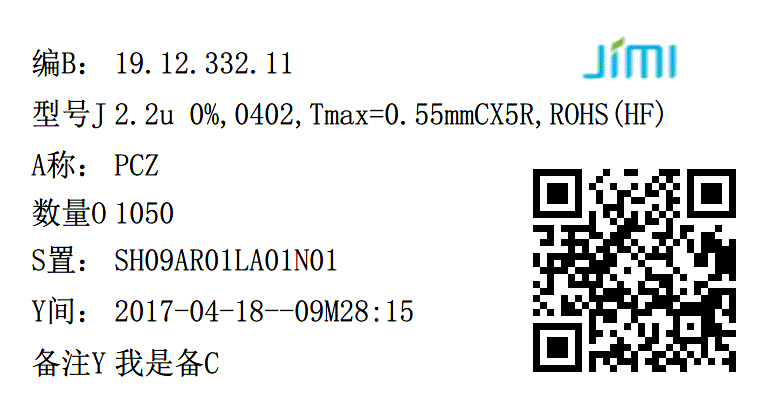 JIMI
编B： 19.12.332.11
型号J 2.2u 0%,0402,Tmax=0.55mmCX5R,ROHS(HF)
A称： PCZ
数量O 1050
S置： SH09AR01LA01N01
Y间： 2017-04-18--09M28:15
备注Y 我是备C